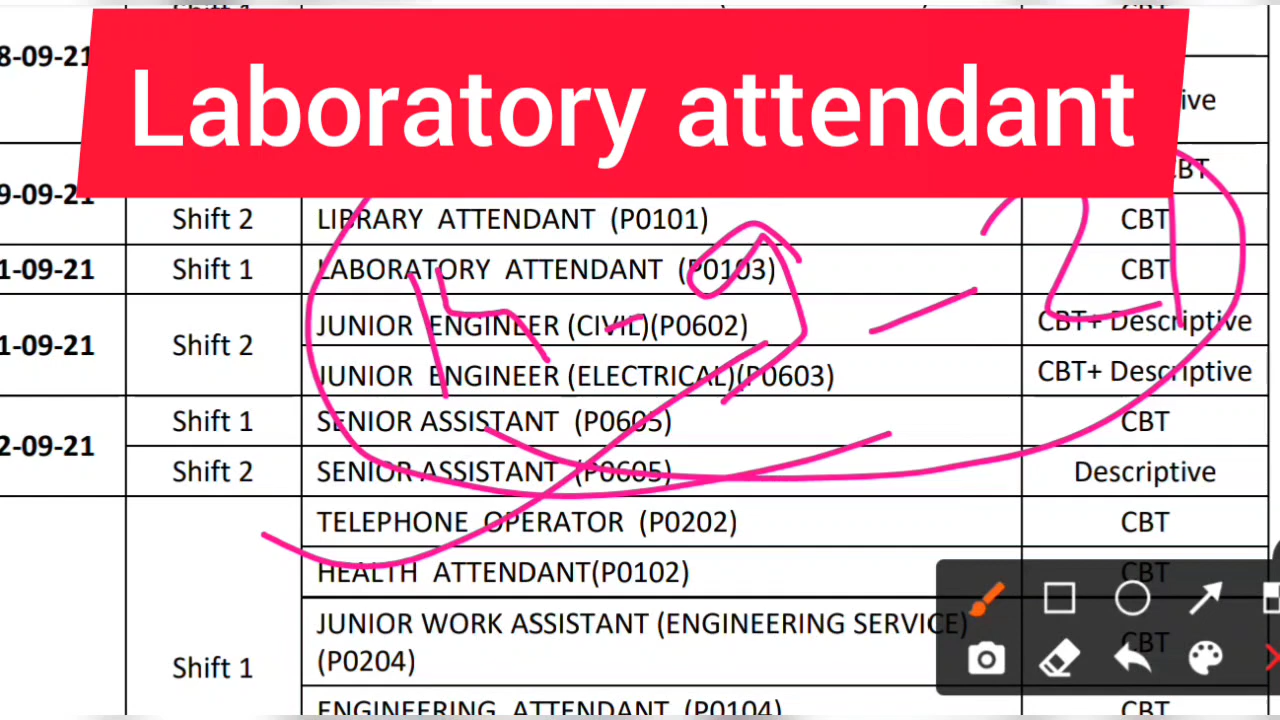 Laboratory attendant
8-09-21
9-09-21
Shift 2 LIBRARY ATTENDANT (P0101) CBT
1-09-21 Shift 1 LABORATORY ATTENDANT (P0103) CBT
1-09-21 Shift 2 JUNIOR ENGINEER (CIVIL)(P0602) CBT+ Descriptive
JUNIOR ENGINEER (ELECTRICAL)(P0603) CBT+ Descriptive
2-09-21 Shift 1 SENIOR ASSISTANT (P0605) CBT
Shift 2 SENIOR ASSISTANT (P0605) Descriptive
Shift 1 TELEPHONE OPERATOR (P0202) CBT
HEALTH ATTENDANT(P0102) CBT
JUNIOR WORK ASSISTANT (ENGINEERING SERVICE) CBT
(P0204)
ENGINEERING ATTENDANT (P0104) CBT